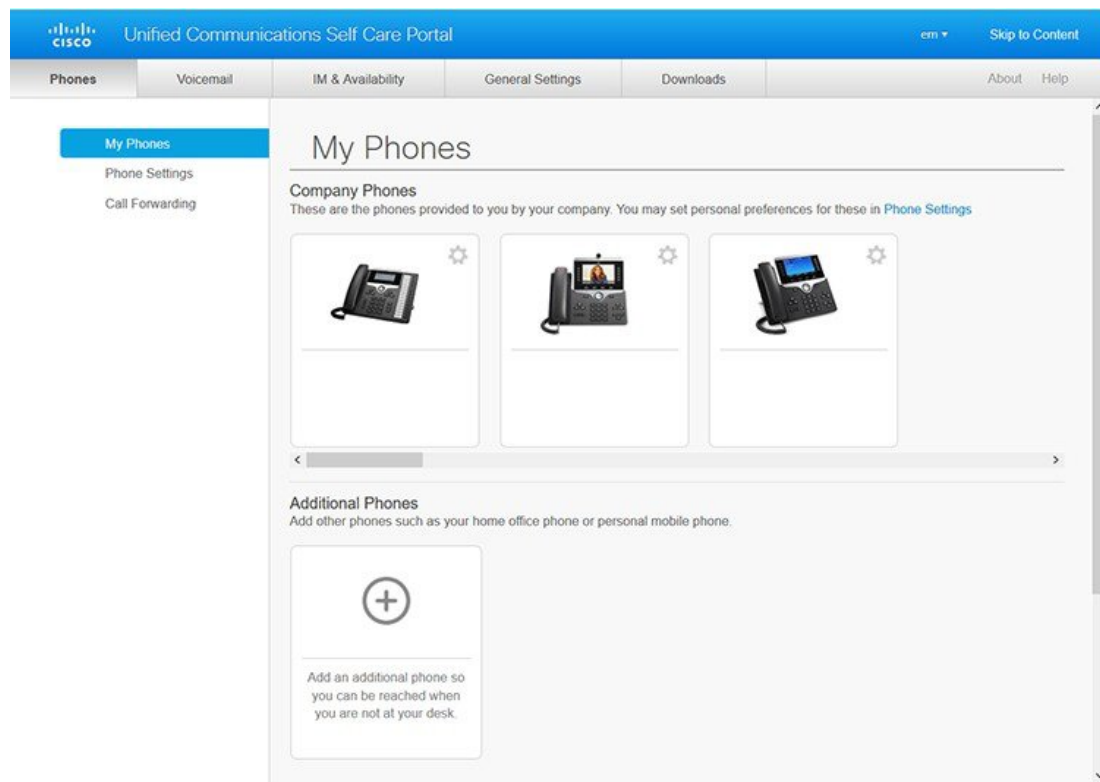 CISCO
Unified Communications Self Care Portal
em ▾
Skip to Content
Phones
Voicemail
IM & Availability
General Settings
Downloads
About
Help
My Phones
Phone Settings
Call Forwarding
My Phones
Company Phones
These are the phones provided to you by your company. You may set personal preferences for these in Phone Settings
Additional Phones
Add other phones such as your home office phone or personal mobile phone.
Add an additional phone so
you can be reached when
you are not at your desk.